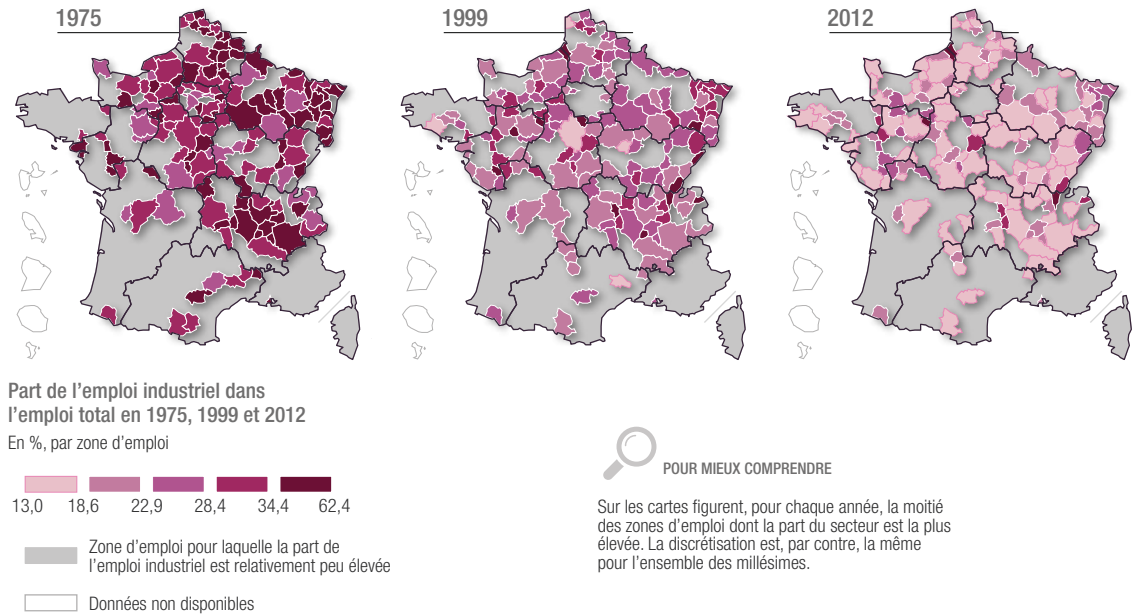 1975
1999
2012
Part de l'emploi industriel dans
l'emploi total en 1975, 1999 et 2012
En %, par zone d'emploi
13,0 18,6 22,9 28,4 34,4 62,4
Zone d'emploi pour laquelle la part de
l'emploi industriel est relativement peu élevée
Données non disponibles
POUR MIEUX COMPRENDRE
Sur les cartes figurent, pour chaque année, la moitié
des zones d'emploi dont la part du secteur est la plus
élevée. La discrétisation est, par contre, la même
pour l'ensemble des millésimes.